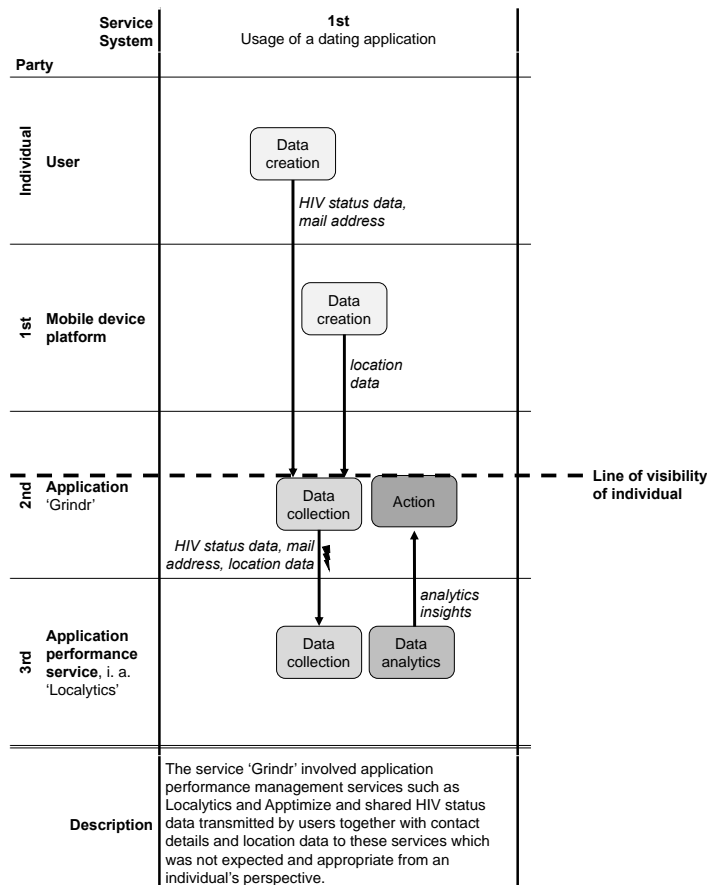 Service
System
1st
Usage of a dating application
Party
Individual
User
Data
creation
HIV status data,
mail address
1st
Mobile device
platform
Data
creation
location
data
Line of visibility
of individual
2nd
Application
‘Grindr’
Data
collection
Action
HIV status data, mail
address, location data
analytics
insights
3rd
Application
performance
service, i. a.
‘Localytics’
Data
collection
Data
analytics
Description
The service ‘Grindr’ involved application
performance management services such as
Localytics and Apptimize and shared HIV status
data transmitted by users together with contact
details and location data to these services which
was not expected and appropriate from an
individual’s perspective.